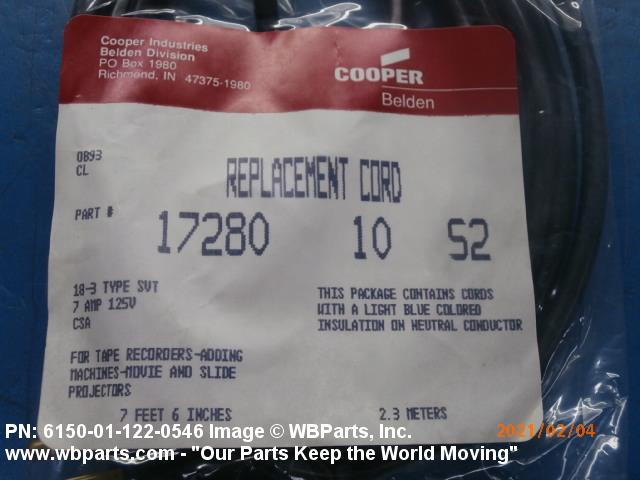 Cooper Industries
Belden Division
PO Box 1980
Richmond, IN 47375-1980
COOPER
Belden
0893
CL
REPLACEMENT CORD
PART #
17280 10 S2
18-3 TYPE SVT
7 AMP 125V
CSA
THIS PACKAGE CONTAINS CORDS
WITH A LIGHT BLUE COLORED
INSULATION ON NEUTRAL CONDUCTOR
FOR TAPE RECORDERS-ADDING
MACHINES-MOVIE AND SLIDE
PROJECTORS
7 FEET 6 INCHES 2.3 METERS
PN: 6150-01-122-0546 Image © WBParts, Inc.
2021/02/04
www.wbparts.com - "Our Parts Keep the World Moving"